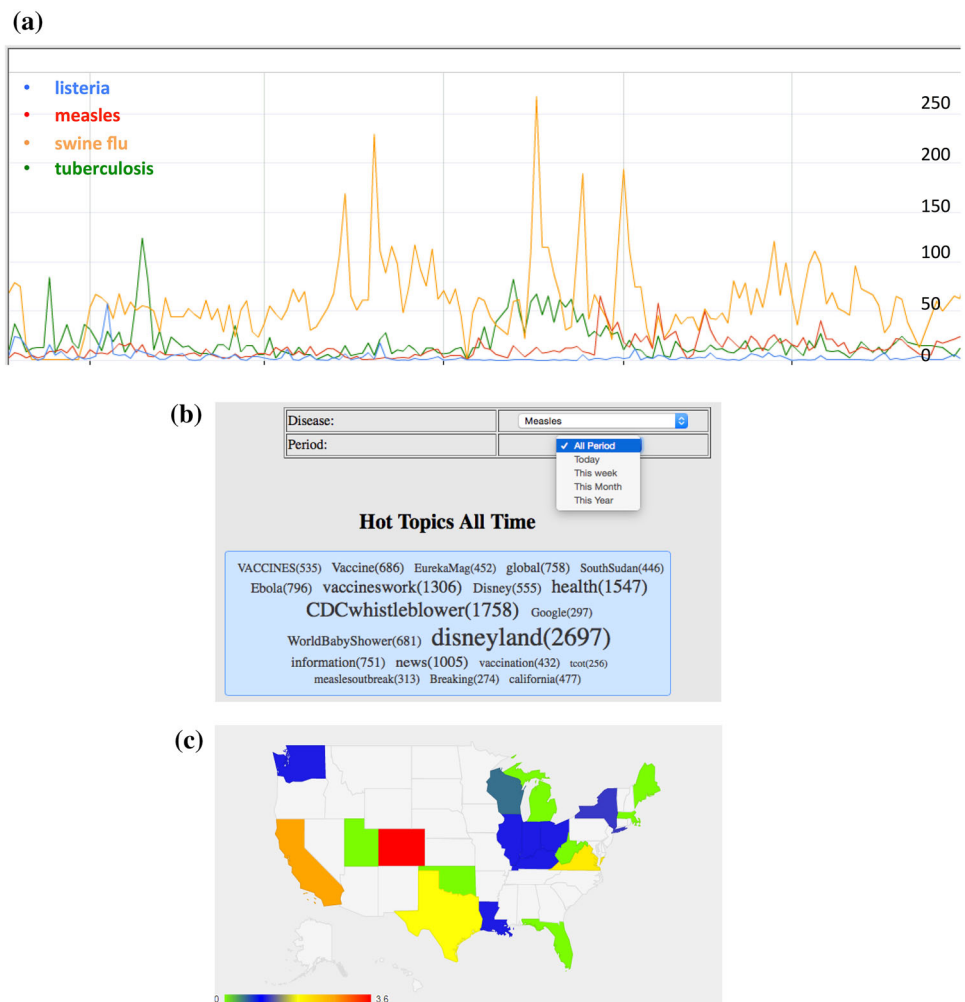 (a)
• listeria
• measles
• swine flu
• tuberculosis
250
200
150
100
50
0
(b)
Disease: Measles
Period:
✓ All Period
Today
This week
This Month
This Year
Hot Topics All Time
VACCINES(535) Vaccine(686) EurekaMag(452) global(758) SouthSudan(446)
Ebola(796) vaccineswork(1306) Disney(555) health(1547)
CDCwhistleblower(1758) Google(297)
WorldBabyShower(681) disneyland(2697)
information(751) news(1005) vaccination(432) tcot(256)
measlesoutbreak(313) Breaking(274) california(477)
(c)
0 3.6